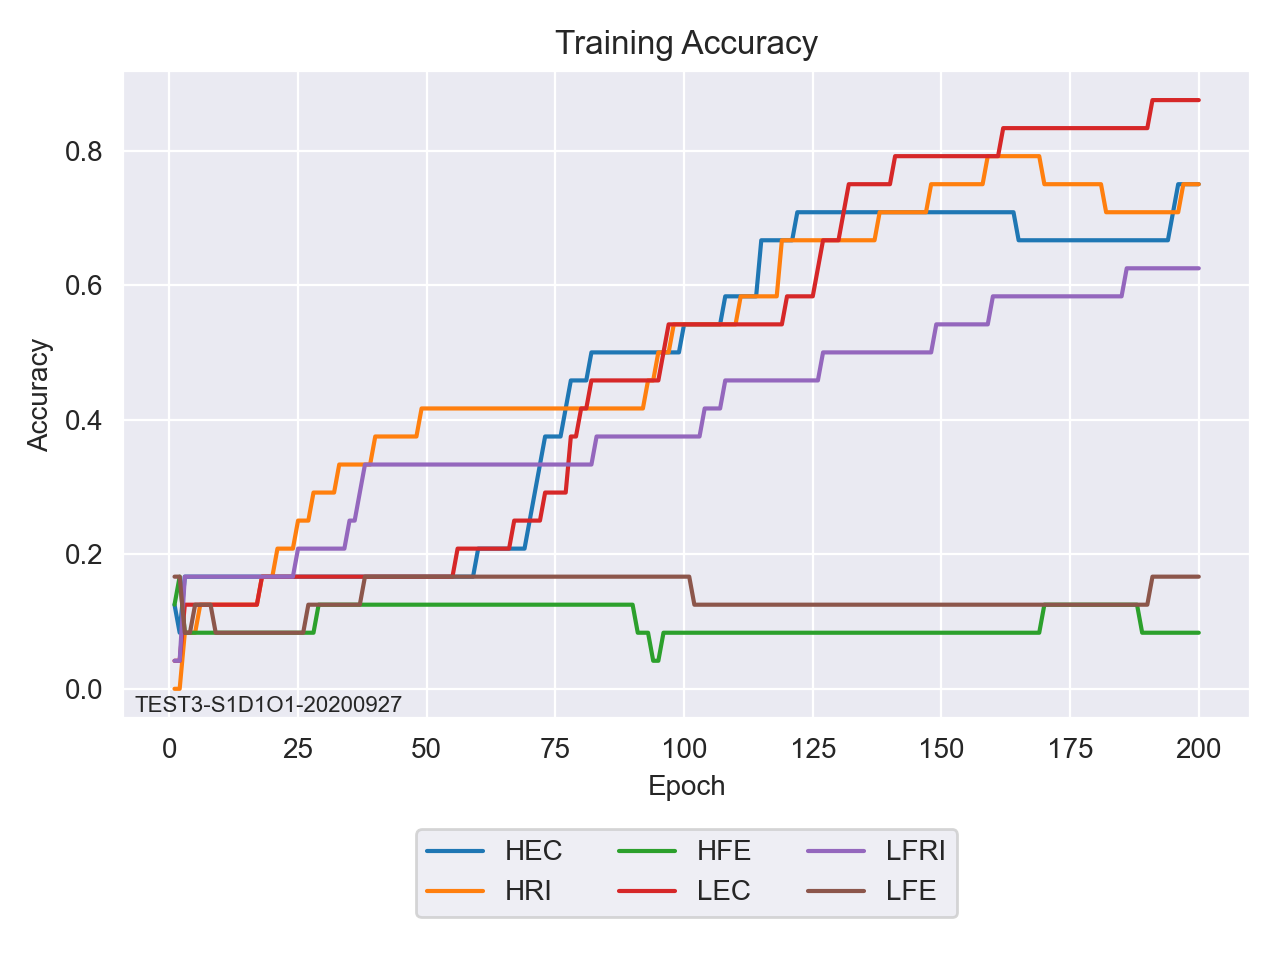 Training Accuracy
Accuracy
0.8
0.6
0.4
0.2
0.0
TEST3-S1D1O1-20200927
0 25 50 75 100 125 150 175 200
Epoch
HEC HFE LFRI
HRI LEC LFE